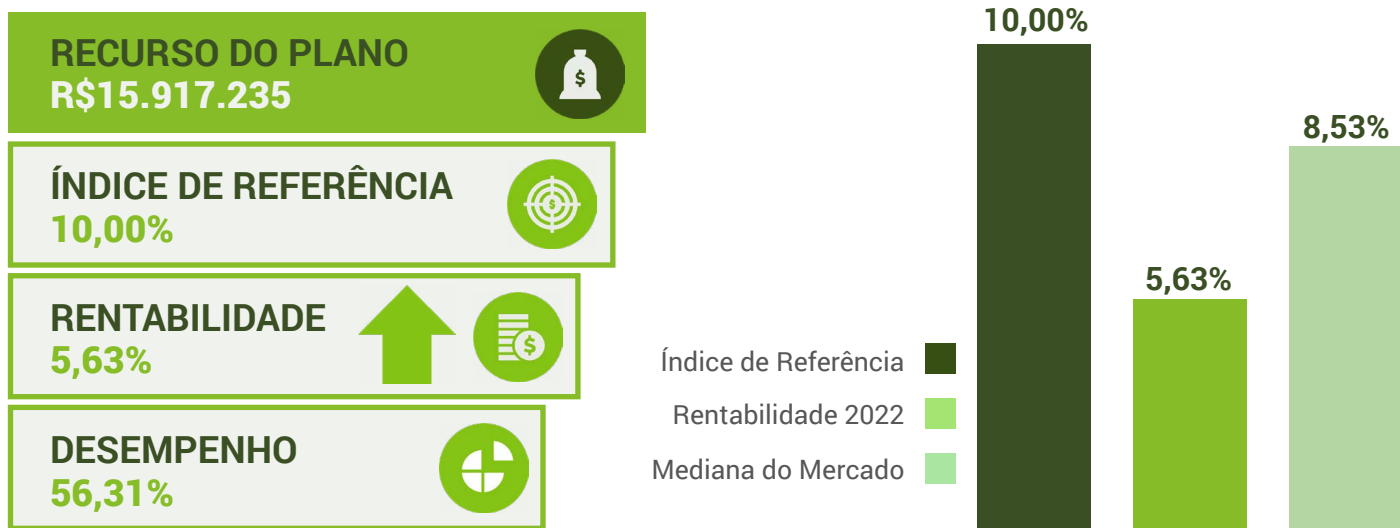 RECURSO DO PLANO
R$15.917.235
ÍNDICE DE REFERÊNCIA
10,00%
RENTABILIDADE
5,63%
DESEMPENHO
56,31%
Índice de Referência
Rentabilidade 2022
Mediana do Mercado
10,00%
5,63%
8,53%